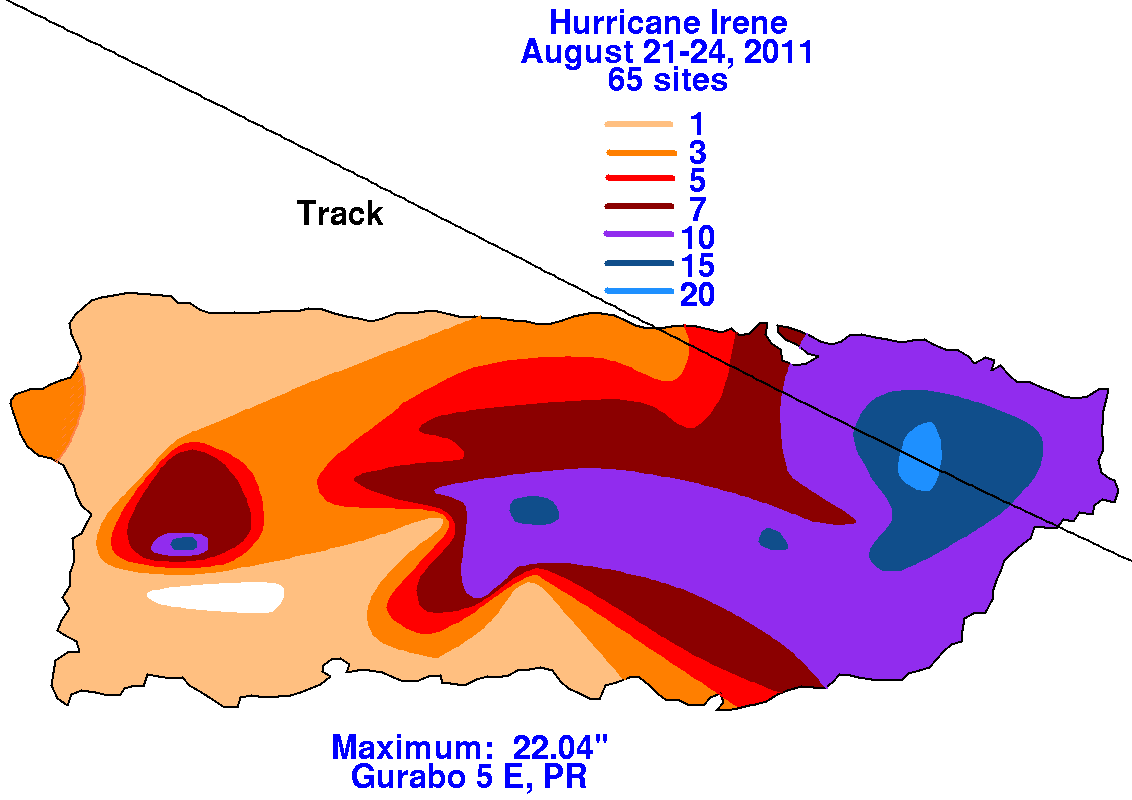 Hurricane Irene
August 21-24, 2011
65 sites
1
3
5
7
10
15
20
Track
Maximum:  22.04"
Gurabo 5 E, PR